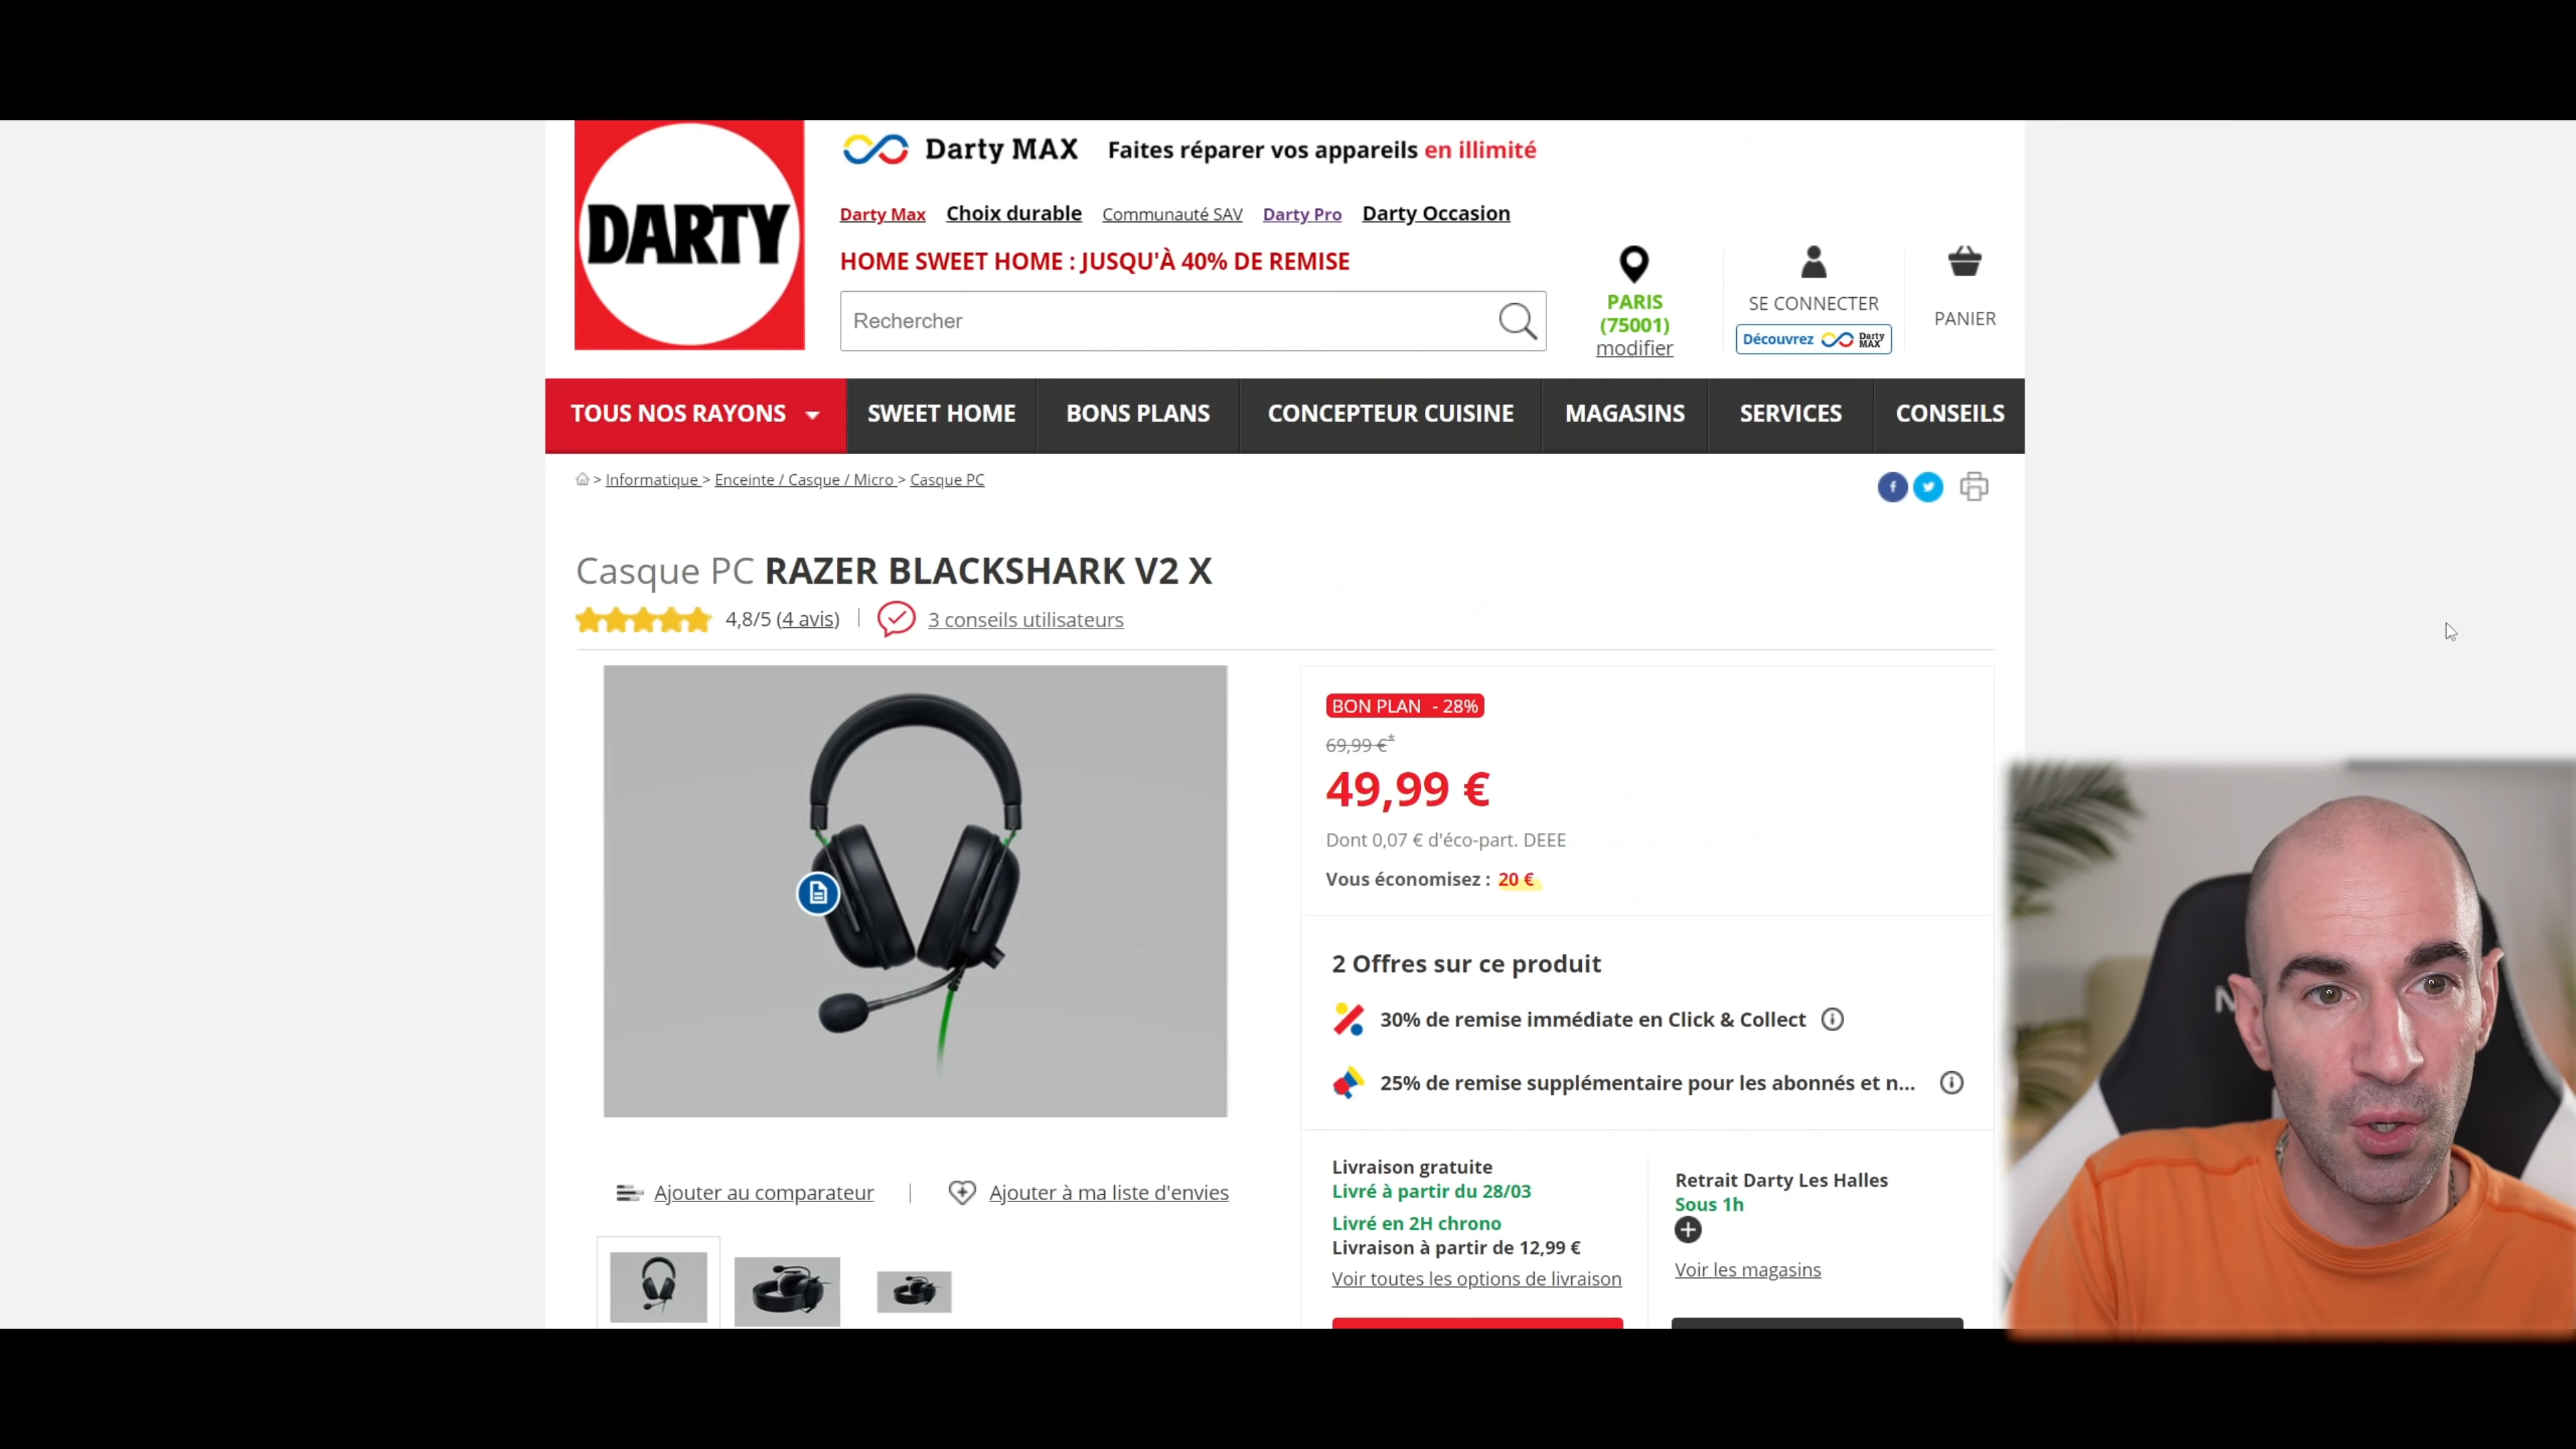 DARTY
Darty MAX Faites réparer vos appareils en illimité
Darty Max Choix durable Communauté SAV Darty Pro Darty Occasion
HOME SWEET HOME : JUSQU'À 40% DE REMISE
Rechercher
PARIS
(75001)
modifier
SE CONNECTER
Découvrez Darty MAX
PANIER
TOUS NOS RAYONS SWEET HOME BONS PLANS CONCEPTEUR CUISINE MAGASINS SERVICES CONSEILS
> Informatique > Enceinte / Casque / Micro > Casque PC
Casque PC RAZER BLACKSHARK V2 X
4,8/5 (4 avis) | 3 conseils utilisateurs
BON PLAN - 28%
69,99 €*
49,99 €
Dont 0,07 € d'éco-part. DEEE
Vous économisez : 20 €
2 Offres sur ce produit
30% de remise immédiate en Click & Collect
25% de remise supplémentaire pour les abonnés et n...
Livraison gratuite
Livré à partir du 28/03
Livré en 2H chrono
Livraison à partir de 12,99 €
Voir toutes les options de livraison
Retrait Darty Les Halles
Sous 1h
Voir les magasins
Ajouter au comparateur | Ajouter à ma liste d'envies
N